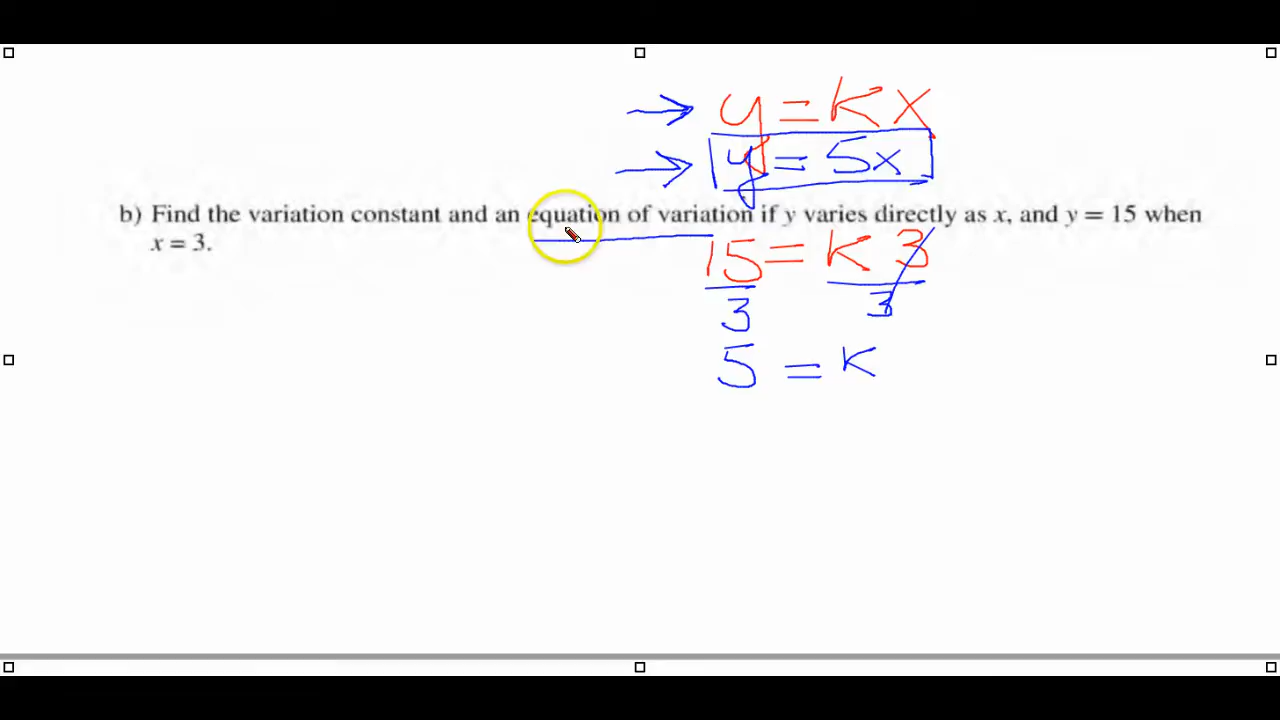 → y = kx
→ y = 5x
b) Find the variation constant and an equation of variation if y varies directly as x, and y = 15 when
x = 3.
15 = k 3
3 3
5 = k